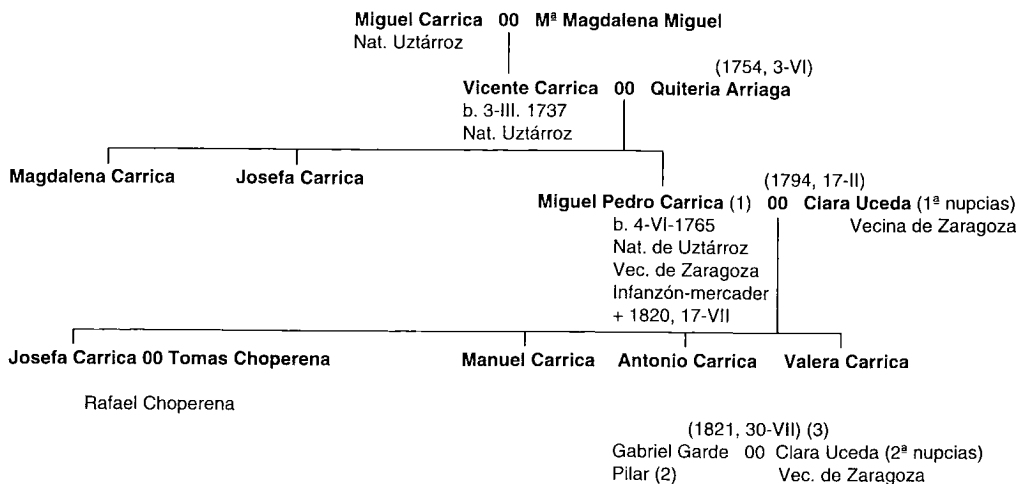 Miguel Carrica 00 Mª Magdalena Miguel
Nat. Uztárroz
(1754, 3-VI)
Vicente Carrica 00 Quiteria Arriaga
b. 3-III. 1737
Nat. Uztárroz
Magdalena Carrica Josefa Carrica
(1794, 17-II)
Miguel Pedro Carrica (1) 00 Clara Uceda (1ª nupcias)
b. 4-VI-1765 Vecina de Zaragoza
Nat. de Uztárroz
Vec. de Zaragoza
Infanzón-mercader
+ 1820, 17-VII
Josefa Carrica 00 Tomas Choperena Manuel Carrica Antonio Carrica Valera Carrica
Rafael Choperena
(1821, 30-VII) (3)
Gabriel Garde 00 Clara Uceda (2ª nupcias)
Pilar (2) Vec. de Zaragoza